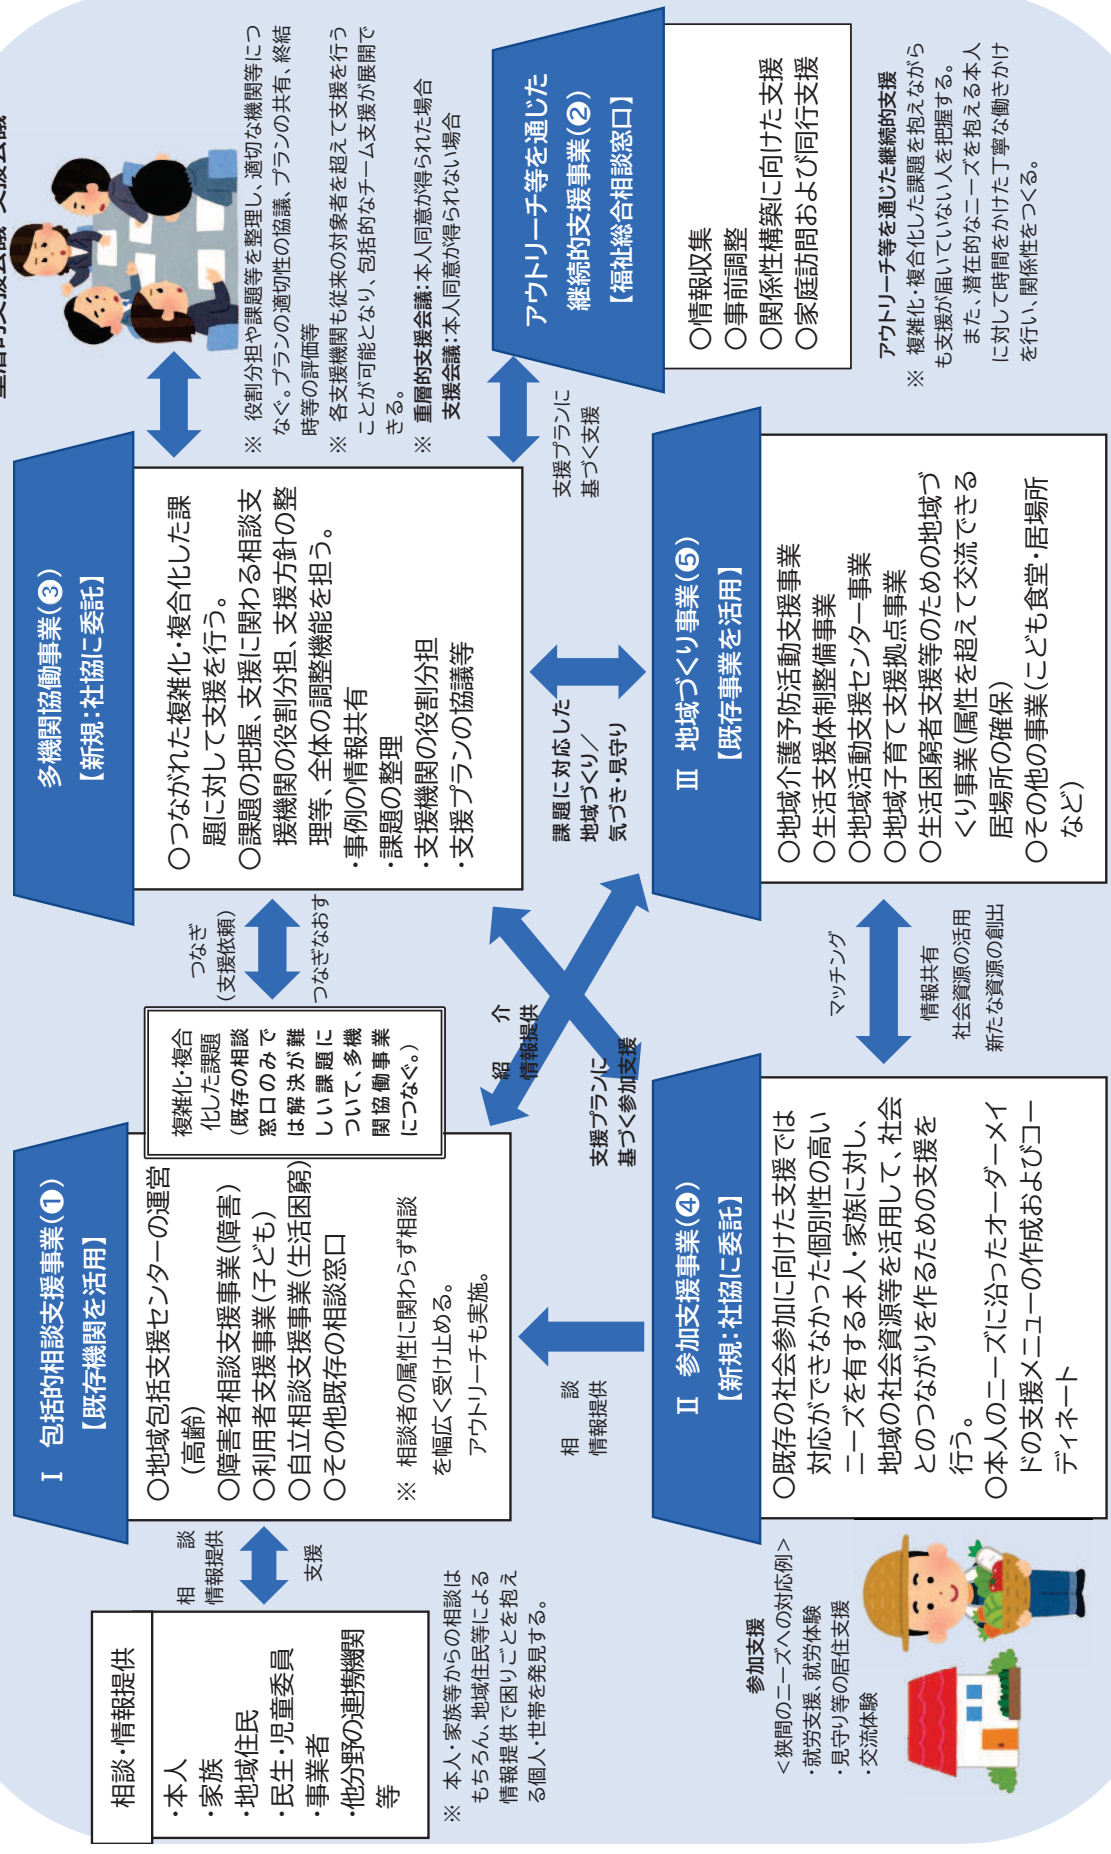 重層的支援会議・支援会議
相談・情報提供
・本人
・家族
・地域住民
・民生・児童委員
・事業者
・他分野の連携機関
等
※ 本人・家族等からの相談は
もちろん、地域住民等による
情報提供で困りごとを抱え
る個人・世帯を発見する。
相　談
情報提供
支援
Ⅰ 包括的相談支援事業(❶)
【既存機関を活用】
○地域包括支援センターの運営
(高齢)
○障害者相談支援事業(障害)
○利用者支援事業(子ども)
○自立相談支援事業(生活困窮)
○その他既存の相談窓口
※ 相談者の属性に関わらず相談
を幅広く受け止める。
アウトリーチも実施。
複雑化・複合
化した課題
(既存の相談
窓口のみで
は解決が難
しい課題に
ついて、多機
関協働事業
につなぐ。)
つなぎ
(支援依頼)
つなぎなおす
多機関協働事業(❸)
【新規:社協に委託】
○つながれた複雑化・複合化した課
題に対して支援を行う。
○課題の把握、支援に関わる相談支
援機関の役割分担、支援方針の整
理等、全体の調整機能を担う。
・事例の情報共有
・課題の整理
・支援機関の役割分担
・支援プランの協議等
※ 役割分担や課題等を整理し、適切な機関等につ
なぐ。プランの適切性の協議、プランの共有、終結
時等の評価等
※ 各支援機関も従来の対象者を超えて支援を行う
ことが可能となり、包括的なチーム支援が展開で
きる。
※ 重層的支援会議:本人同意が得られた場合
支援会議:本人同意が得られない場合
支援プランに
基づく支援
アウトリーチ等を通じた
継続的支援事業(❷)
【福祉総合相談窓口】
○情報収集
○事前調整
○関係性構築に向けた支援
○家庭訪問および同行支援
アウトリーチ等を通じた継続的支援
※ 複雑化・複合化した課題を抱えながら
も支援が届いていない人を把握する。
また、潜在的なニーズを抱える本人
に対して時間をかけた丁寧な働きかけ
を行い、関係性をつくる。
相　談
情報提供
紹　介
情報提供
支援プランに
基づく参加支援
課題に対応した
地域づくり／
気づき・見守り
参加支援
＜狭間のニーズへの対応例＞
・就労支援、就労体験
・見守り等の居住支援
・交流体験
Ⅱ 参加支援事業(❹)
【新規:社協に委託】
○既存の社会参加に向けた支援では
対応ができなかった個別性の高い
ニーズを有する本人・家族に対し、
地域の社会資源等を活用して、社会
とのつながりを作るための支援を
行う。
○本人のニーズに沿ったオーダーメイ
ドの支援メニューの作成およびコー
ディネート
マッチング
情報共有
社会資源の活用
新たな資源の創出
Ⅲ 地域づくり事業(❺)
【既存事業を活用】
○地域介護予防活動支援事業
○生活支援体制整備事業
○地域活動支援センター事業
○地域子育て支援拠点事業
○生活困窮者支援等のための地域づ
くり事業(属性を超えて交流できる
居場所の確保)
○その他の事業(こども食堂・居場所
など)